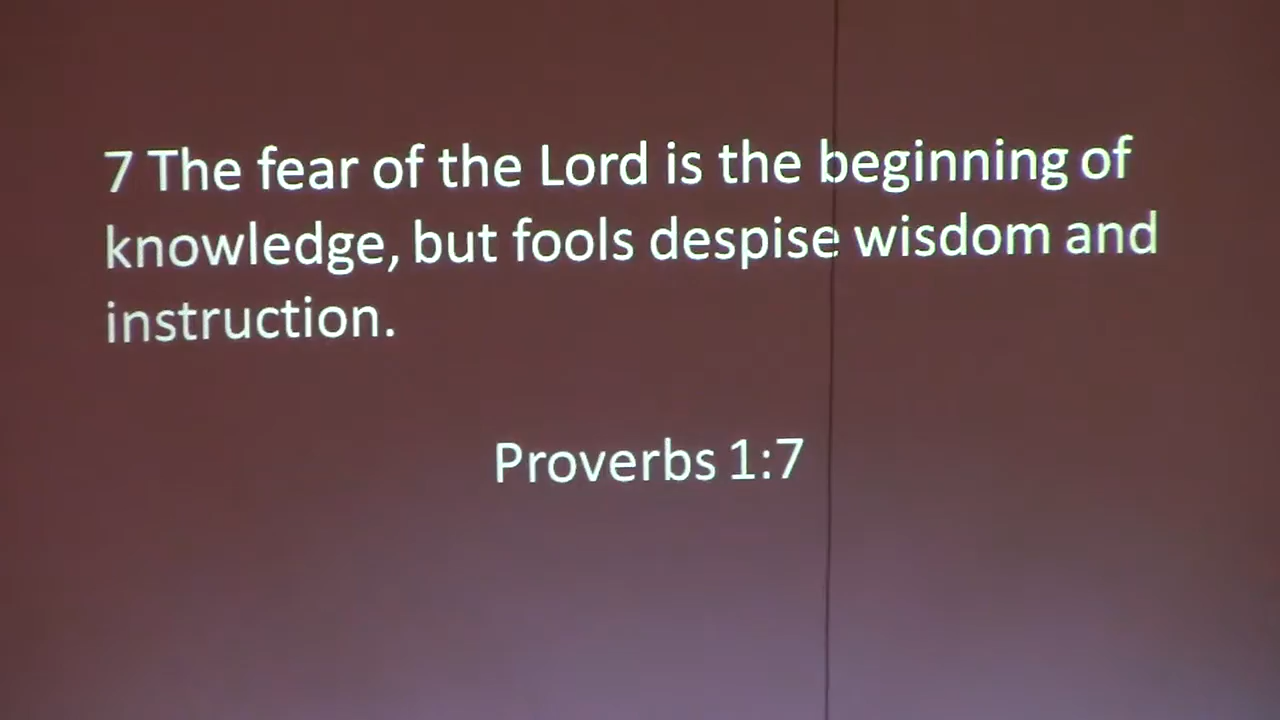 7 The fear of the Lord is the beginning of
knowledge, but fools despise wisdom and
instruction.
Proverbs 1:7